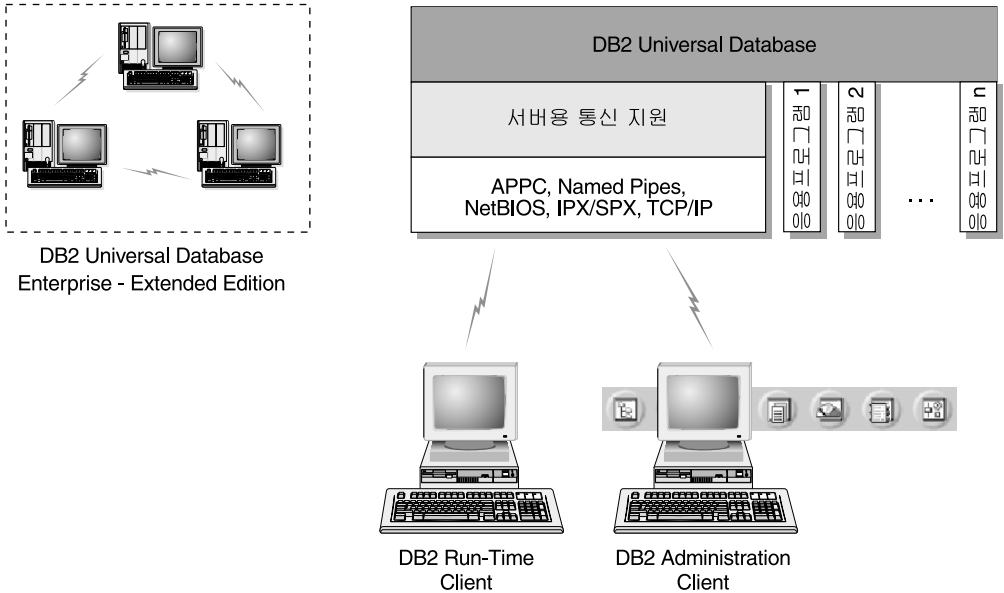 DB2 Universal Database
Enterprise - Extended Edition
DB2 Universal Database
서버용 통신 지원
APPC, Named Pipes,
NetBIOS, IPX/SPX, TCP/IP
응용프로그램 1
응용프로그램 2
...
응용프로그램 n
DB2 Run-Time
Client
DB2 Administration
Client